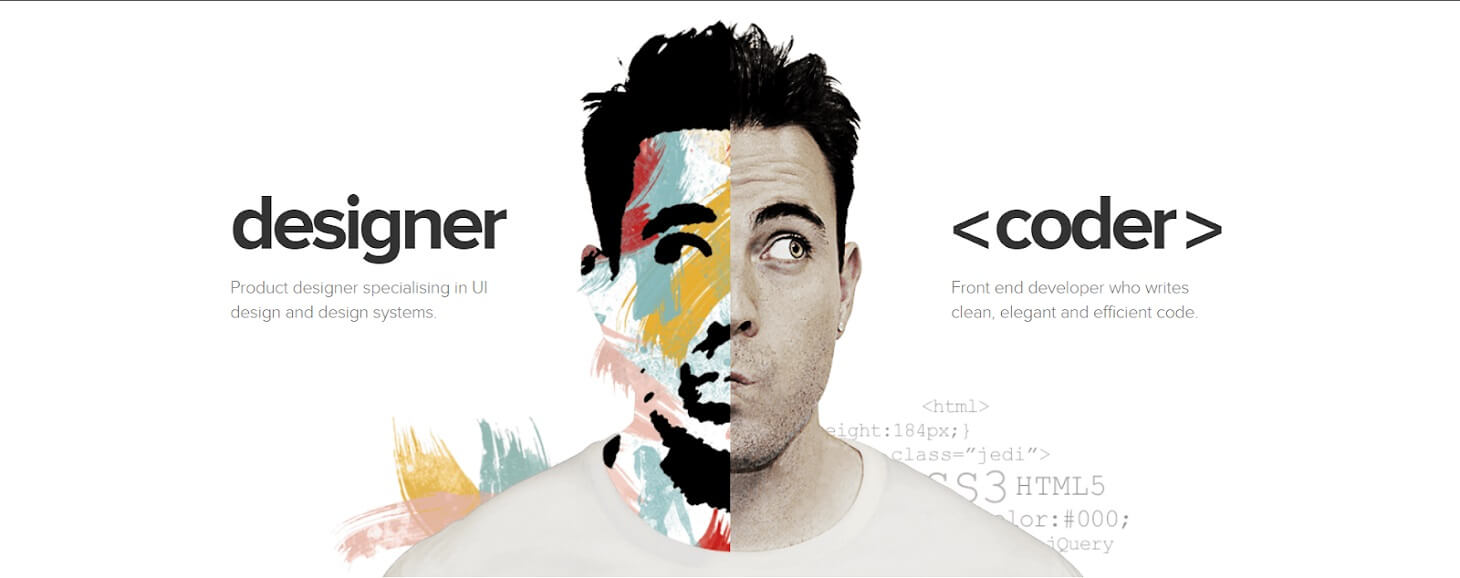 designer
Product designer specialising in UI
design and design systems.
<coder>
Front end developer who writes
clean, elegant and efficient code.
<html>
eight:184px;}
class="jedi">
SS3 HTML5
lor:#000;
jQuery